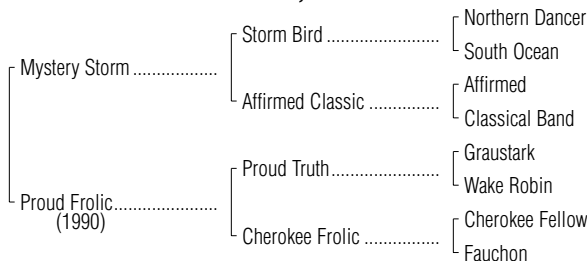 Northern Dancer
Storm Bird ....................
South Ocean
Mystery Storm ...............
Affirmed
Affirmed Classic .............
Classical Band
Graustark
Proud Truth ...................
Wake Robin
Proud Frolic ..................
(1990)
Cherokee Fellow
Cherokee Frolic .............
Fauchon